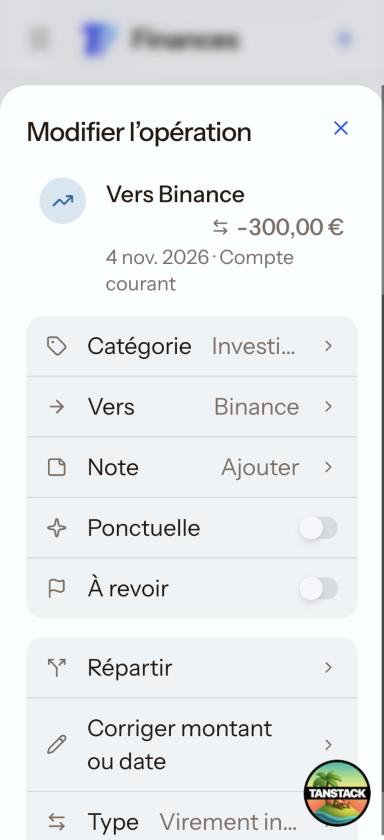 Finances
Modifier l’opération
Vers Binance
-300,00 €
4 nov. 2026 · Compte
courant
Catégorie Investi...
Vers Binance
Note Ajouter
Ponctuelle
À revoir
Répartir
Corriger montant
ou date
TANSTACK
Type Virement in...